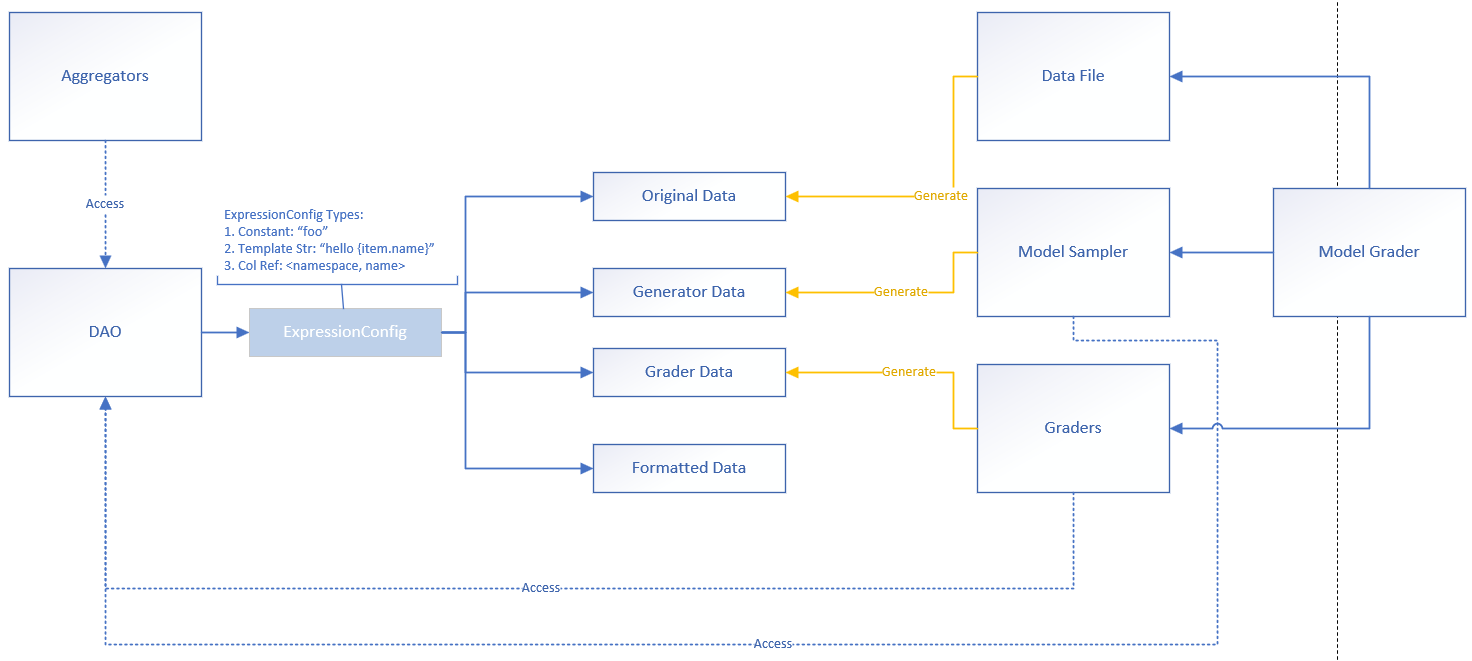 Aggregators
Data File
Access
Original Data
Generate
ExpressionConfig Types:
1. Constant: “foo”
2. Template Str: “hello {item.name}”
3. Col Ref: <namespace, name>
Model Sampler
Model Grader
Generator Data
Generate
DAO
ExpressionConfig
Grader Data
Generate
Graders
Formatted Data
Access
Access